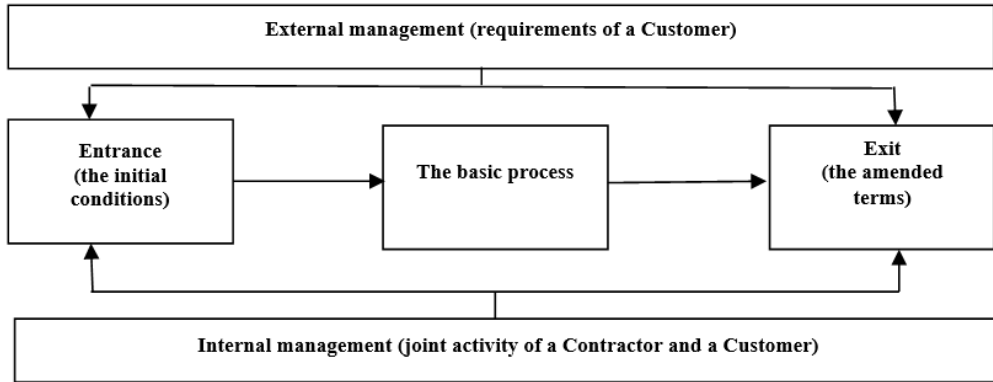 External management (requirements of a Customer)
Entrance
(the initial
conditions)
The basic process
Exit
(the amended
terms)
Internal management (joint activity of a Contractor and a Customer)